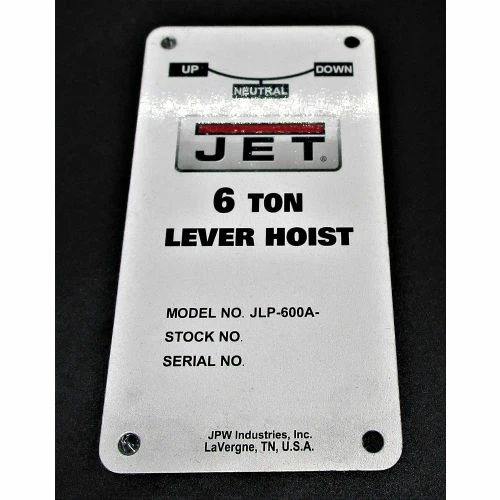 UP DOWN
NEUTRAL
JET®
6 TON
LEVER HOIST
MODEL NO. JLP-600A-
STOCK NO.
SERIAL NO.
JPW Industries, Inc.
LaVergne, TN, U.S.A.